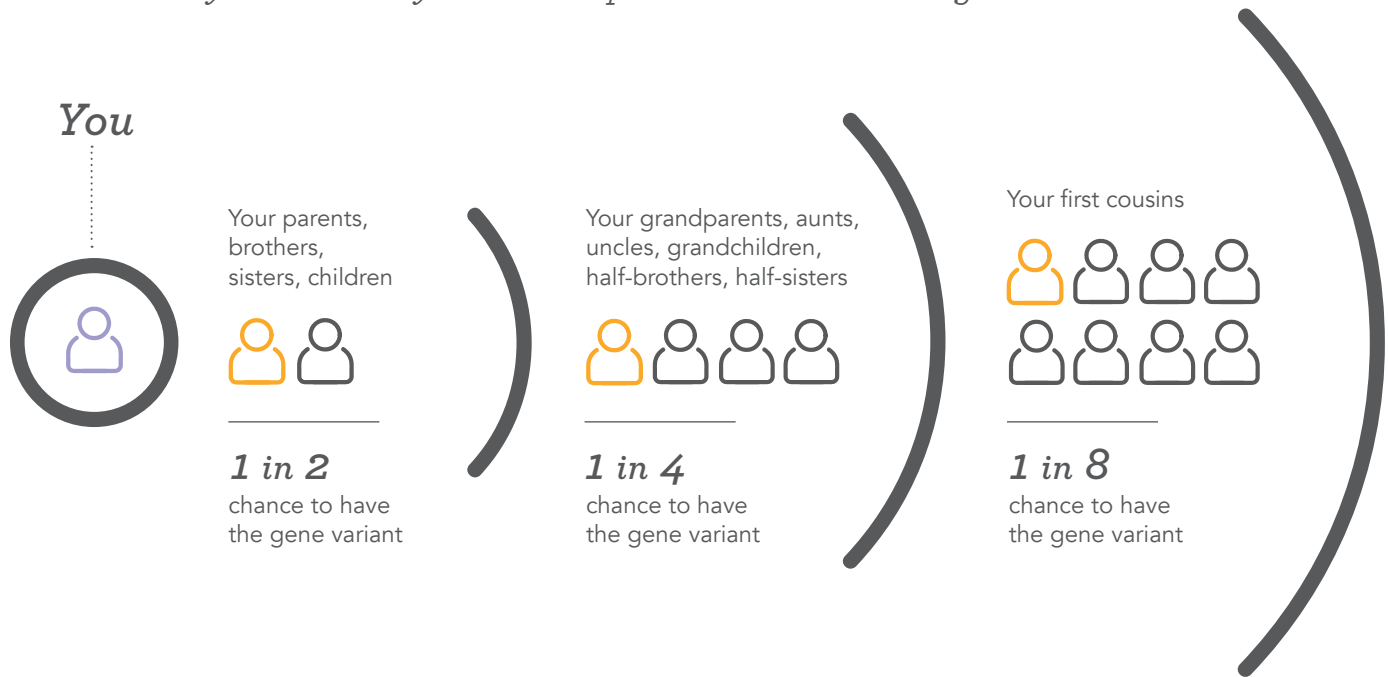 You
Your parents,
brothers,
sisters, children
1 in 2
chance to have
the gene variant
Your grandparents, aunts,
uncles, grandchildren,
half-brothers, half-sisters
1 in 4
chance to have
the gene variant
Your first cousins
1 in 8
chance to have
the gene variant